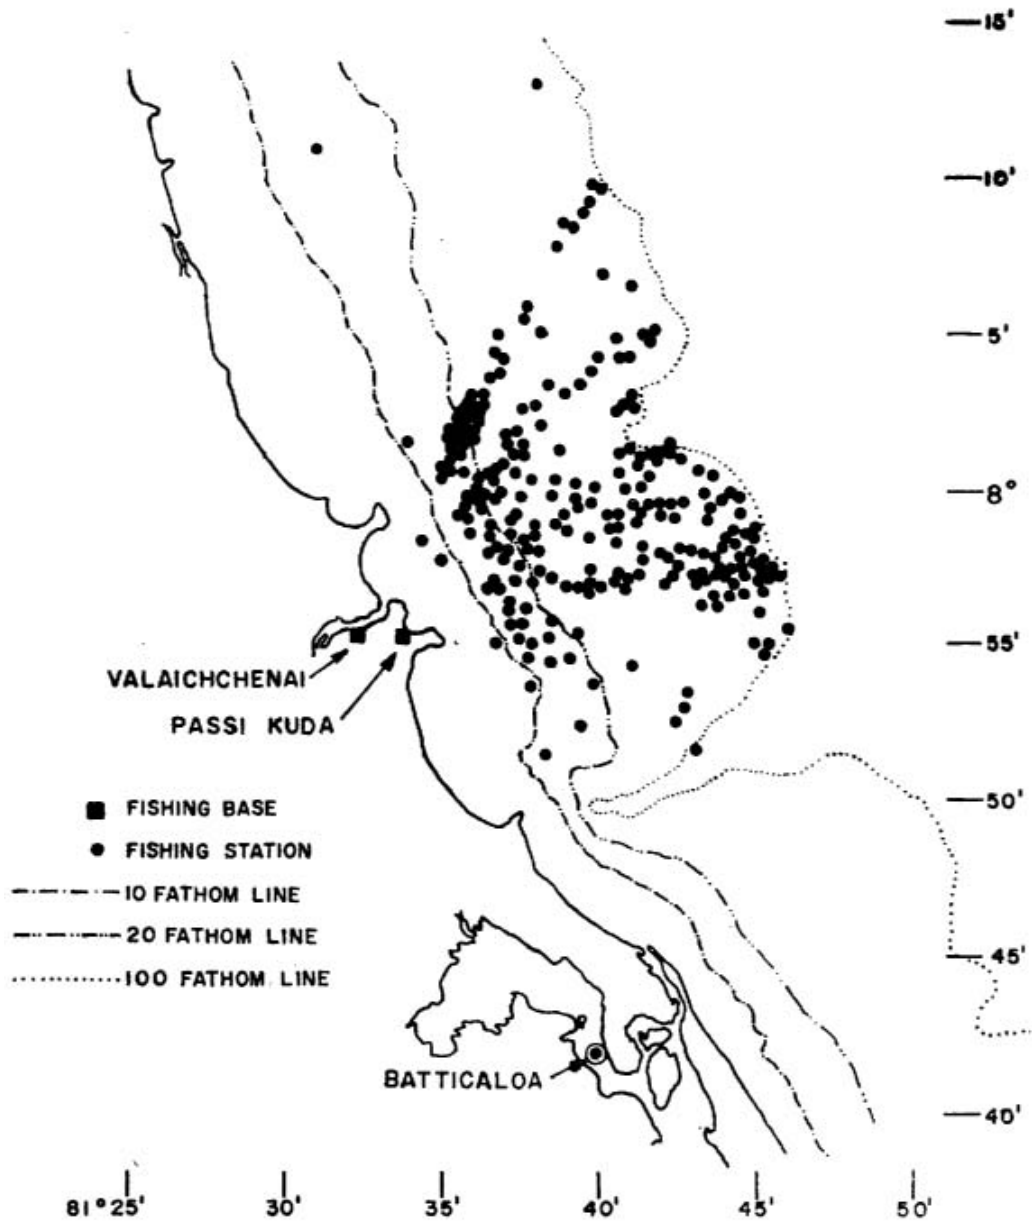 15'
10'
5'
8°
55'
VALAICHCHENAI
PASSI KUDA
50'
FISHING BASE
FISHING STATION
10 FATHOM LINE
20 FATHOM LINE
45'
100 FATHOM LINE
BATTICALOA
40'
81°25' 30' 35' 40' 45' 50'